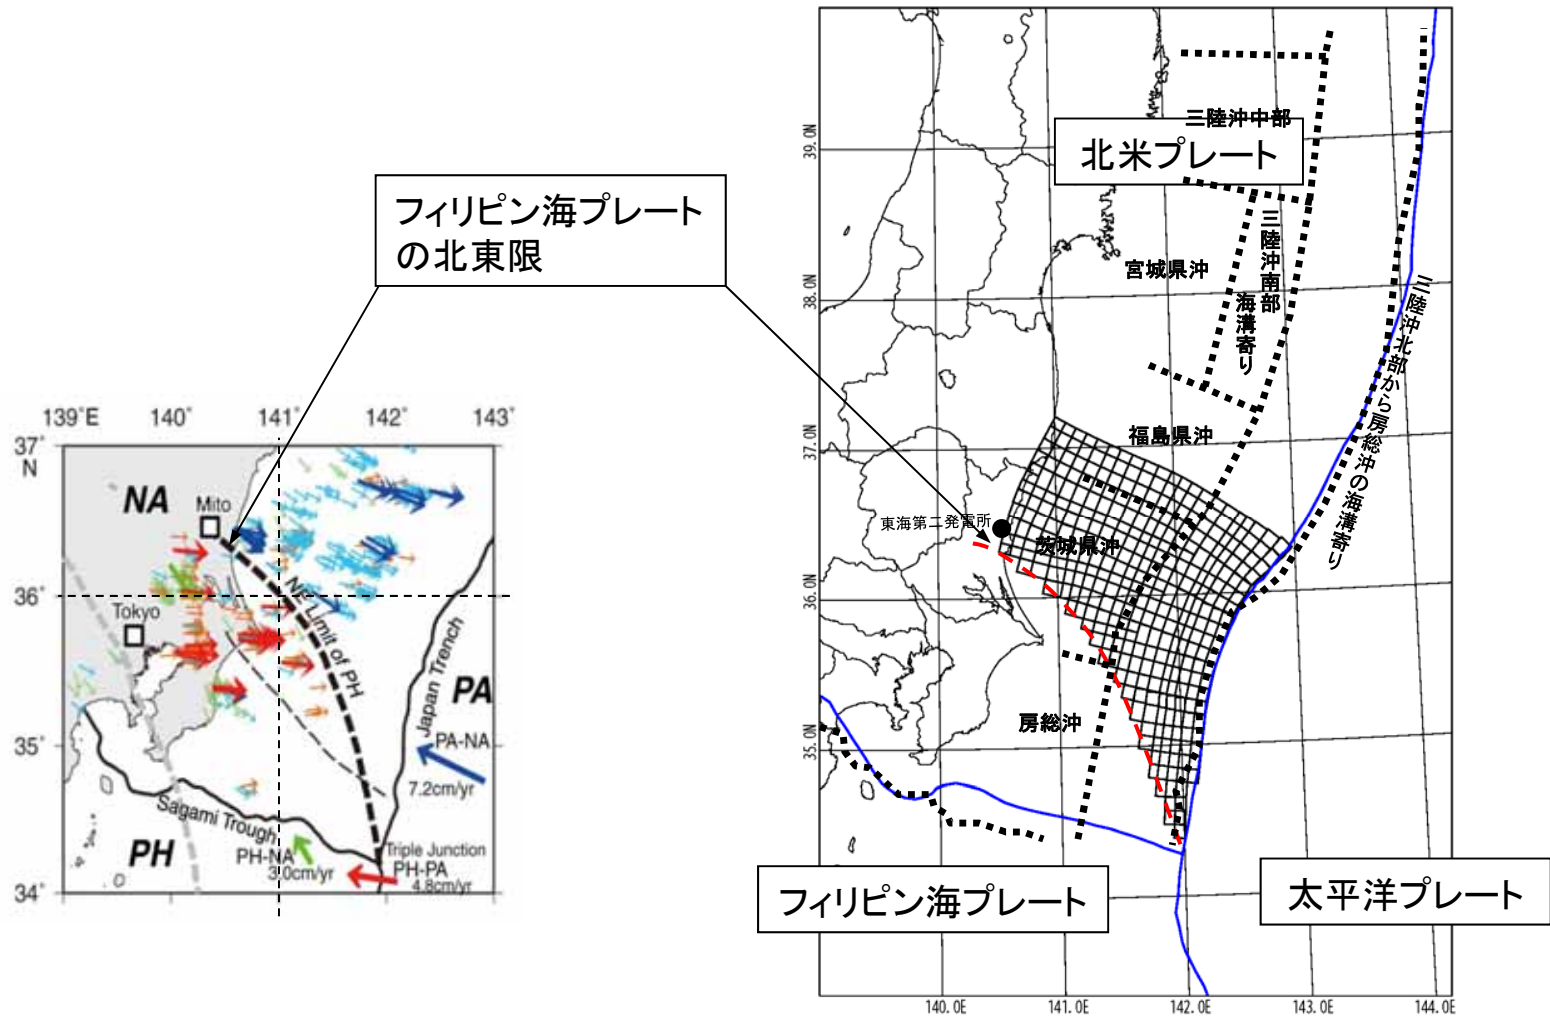 フィリピン海プレート
の北東限
139°E
140°
141°
142°
143°
37°
N
36°
35°
34°
NA
Mito
Tokyo
NE Limit of PH
Japan Trench
PA
PA-NA
7.2cm/yr
Sagami Trough
PH
PH-NA
3.0cm/yr
Triple Junction
PH-PA
4.8cm/yr
三陸沖中部
北米プレート
宮城県沖
三陸沖南部
海溝寄り
三陸沖北部から房総沖の海溝寄り
福島県沖
東海第二発電所
茨城県沖
房総沖
フィリピン海プレート
太平洋プレート
39.0N
38.0N
37.0N
36.0N
35.0N
140.0E
141.0E
142.0E
143.0E
144.0E